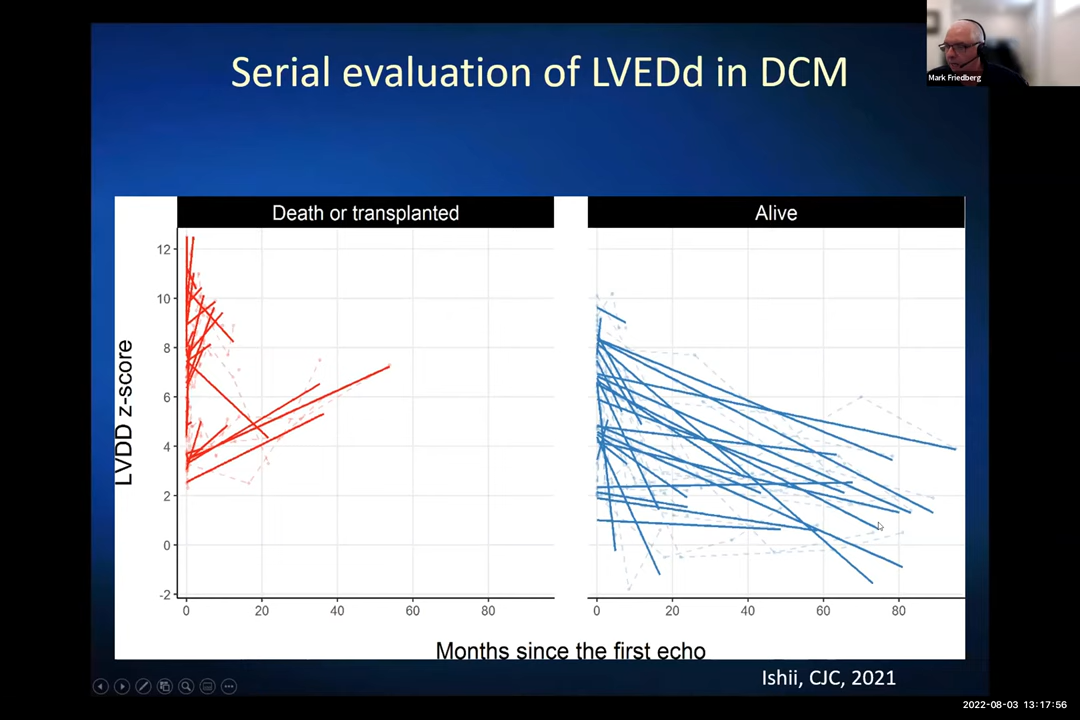 Serial evaluation of LVEDd in DCM
Mark Friedberg
Death or transplanted
Alive
LVDD z-score
12
10
8
6
4
2
0
-2
0 20 40 60 80
0 20 40 60 80
Months since the first echo
Ishii, CJC, 2021
2022-08-03 13:17:56